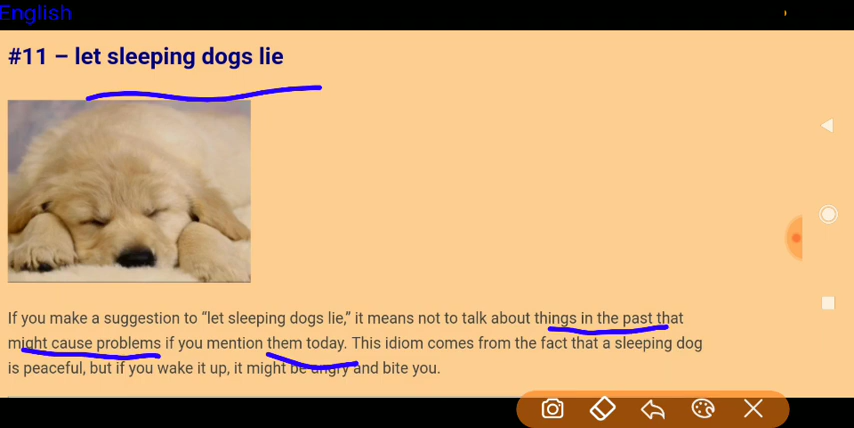 English
#11 – let sleeping dogs lie
If you make a suggestion to “let sleeping dogs lie,” it means not to talk about things in the past that
might cause problems if you mention them today. This idiom comes from the fact that a sleeping dog
is peaceful, but if you wake it up, it might be angry and bite you.